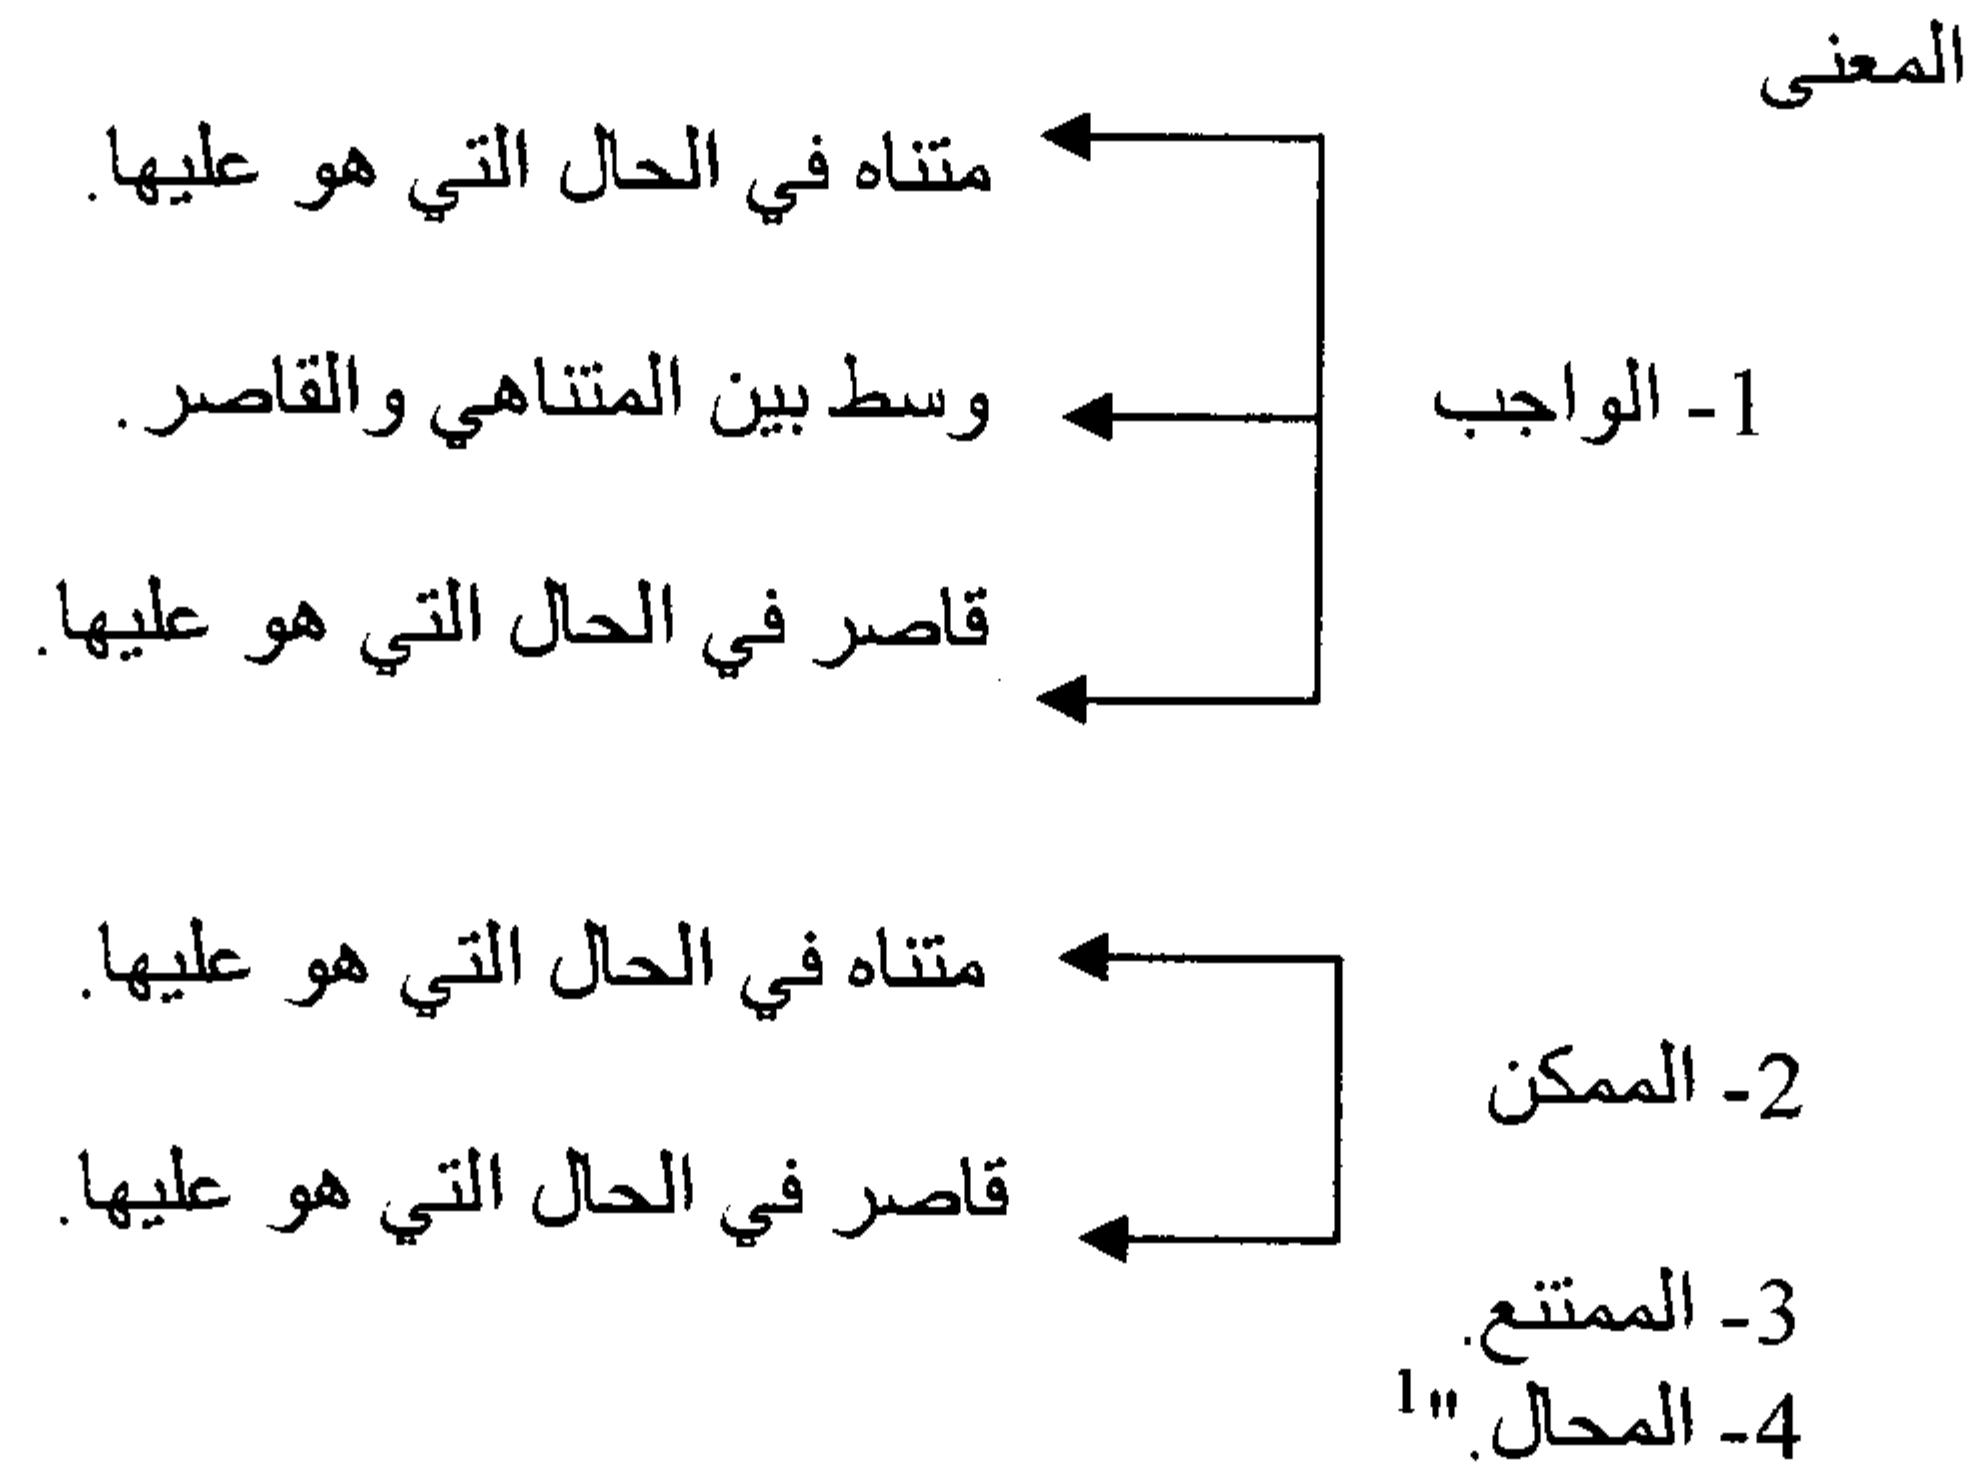 المعنى
متناه في الحال التي هو عليها.
1- الواجب
وسط بين المتناهي والقاصر.
قاصر في الحال التي هو عليها.
متناه في الحال التي هو عليها.
2- الممكن
قاصر في الحال التي هو عليها.
3- الممتنع.
4- المحال."1